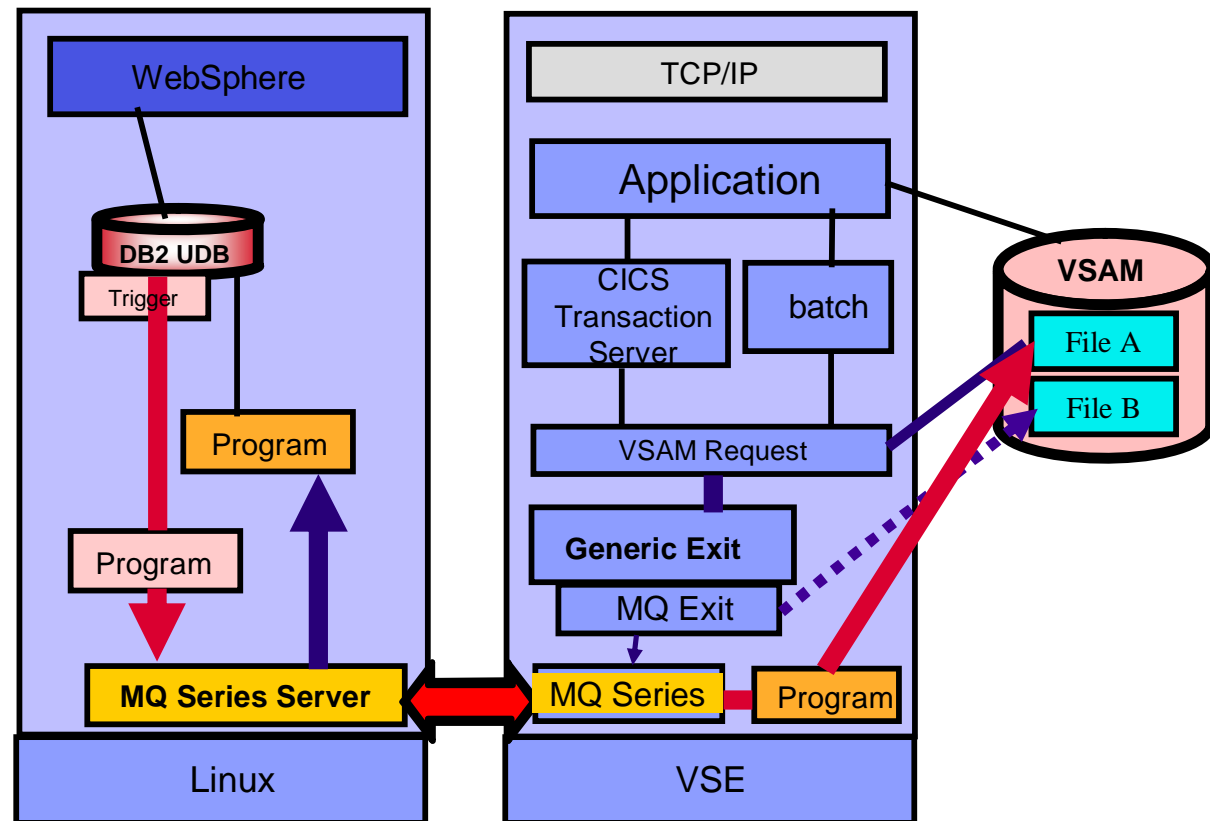 WebSphere
DB2 UDB
Trigger
Program
Program
MQ Series Server
Linux
TCP/IP
Application
CICS
Transaction
Server
batch
VSAM Request
Generic Exit
MQ Exit
MQ Series
Program
VSE
VSAM
File A
File B